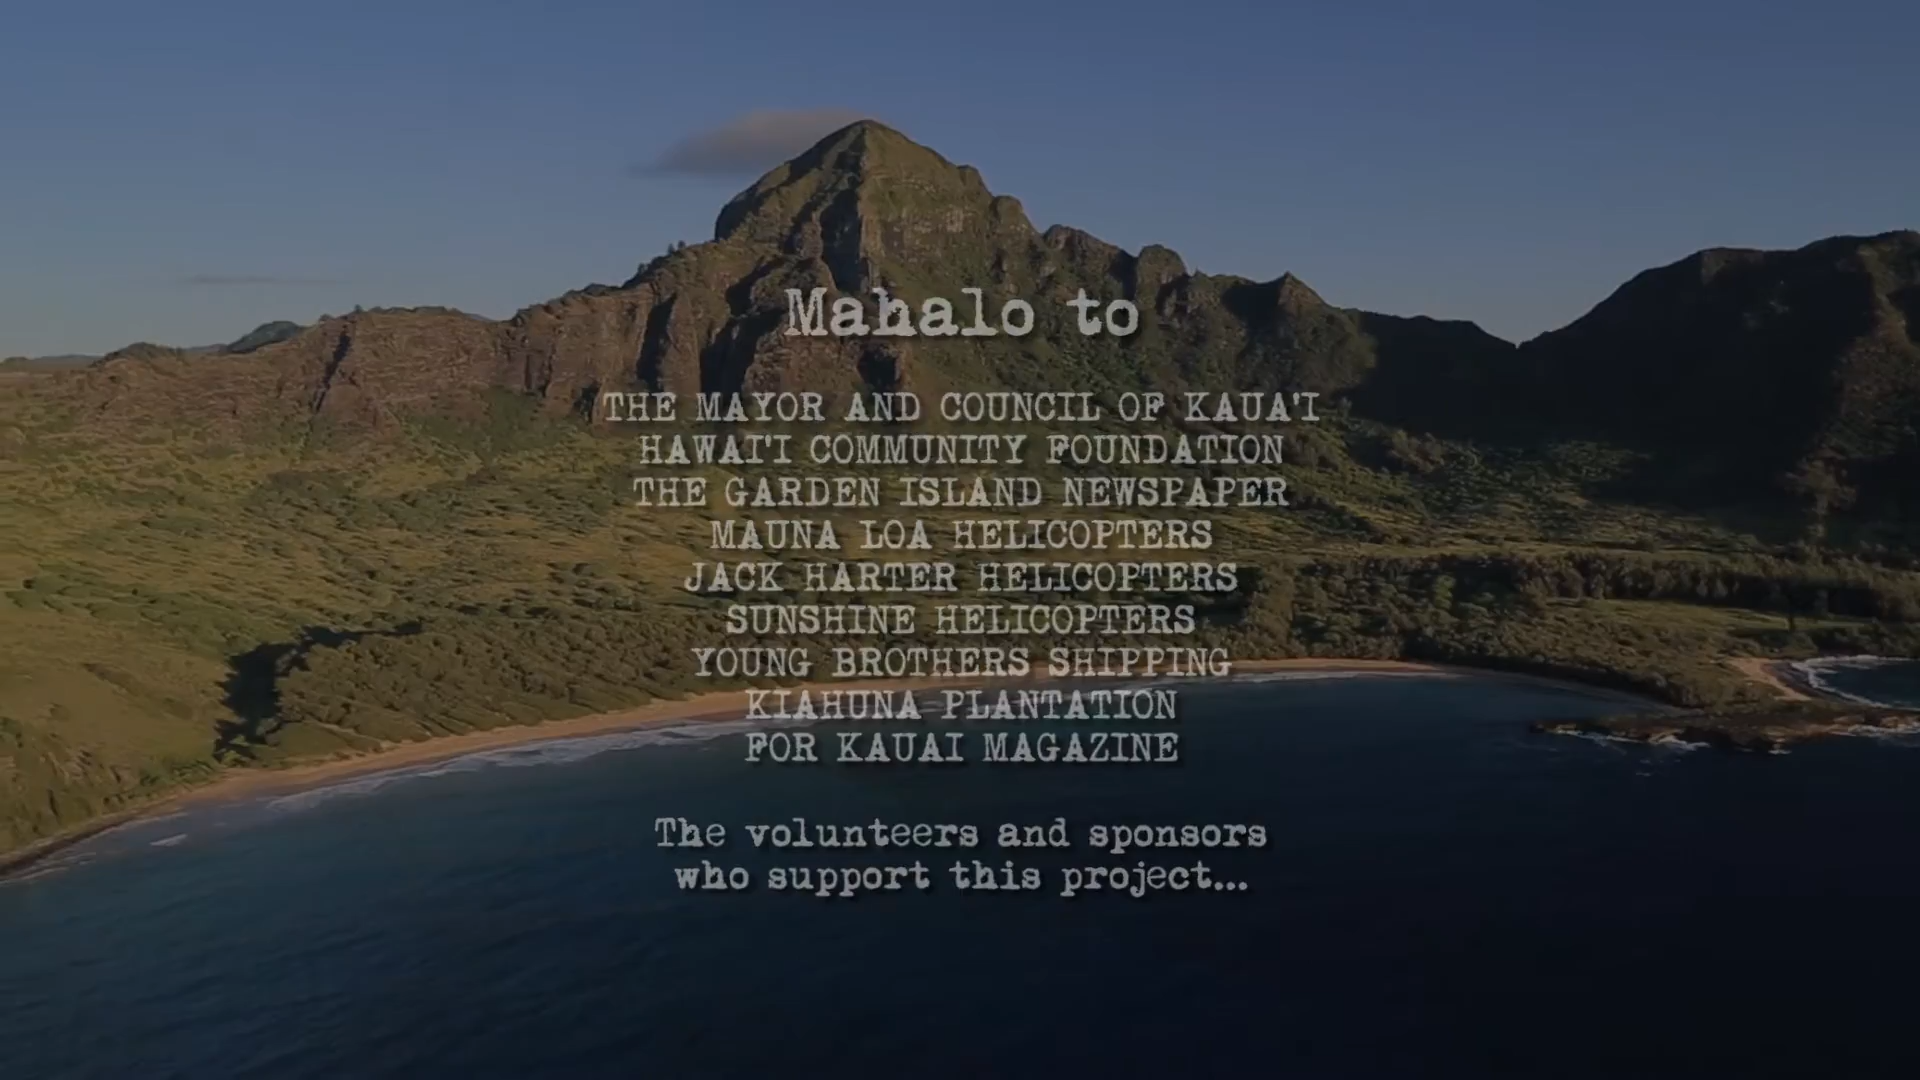 Mahalo to
THE MAYOR AND COUNCIL OF KAUA'I
HAWAI'I COMMUNITY FOUNDATION
THE GARDEN ISLAND NEWSPAPER
MAUNA LOA HELICOPTERS
JACK HARTER HELICOPTERS
SUNSHINE HELICOPTERS
YOUNG BROTHERS SHIPPING
KIAHUNA PLANTATION
FOR KAUAI MAGAZINE
The volunteers and sponsors
who support this project...